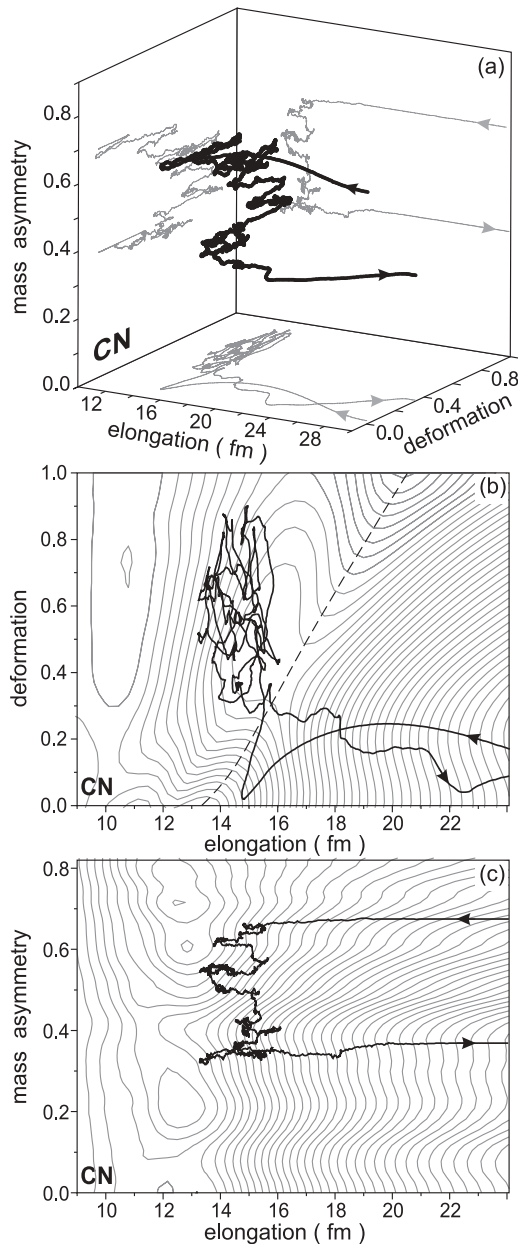 (a)
mass asymmetry
0.8
0.6
0.4
0.2
0.0
CN
12 16 20 24 28
elongation ( fm )
0.0 0.4 0.8
deformation
(b)
deformation
1.0
0.8
0.6
0.4
0.2
0.0
CN
10 12 14 16 18 20 22
elongation ( fm )
(c)
mass asymmetry
0.8
0.6
0.4
0.2
0.0
CN
10 12 14 16 18 20 22
elongation ( fm )